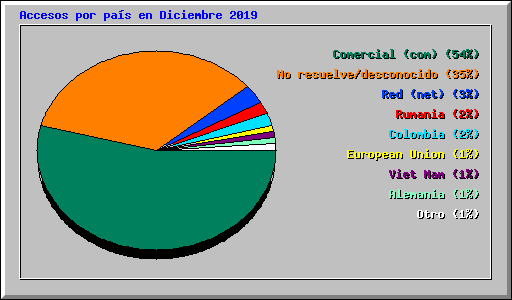 Accesos por país en Diciembre 2019
Comercial (com) (54%)
No resuelve/desconocido (35%)
Red (net) (3%)
Rumania (2%)
Colombia (2%)
European Union (1%)
Viet Nam (1%)
Alemania (1%)
Otro (1%)